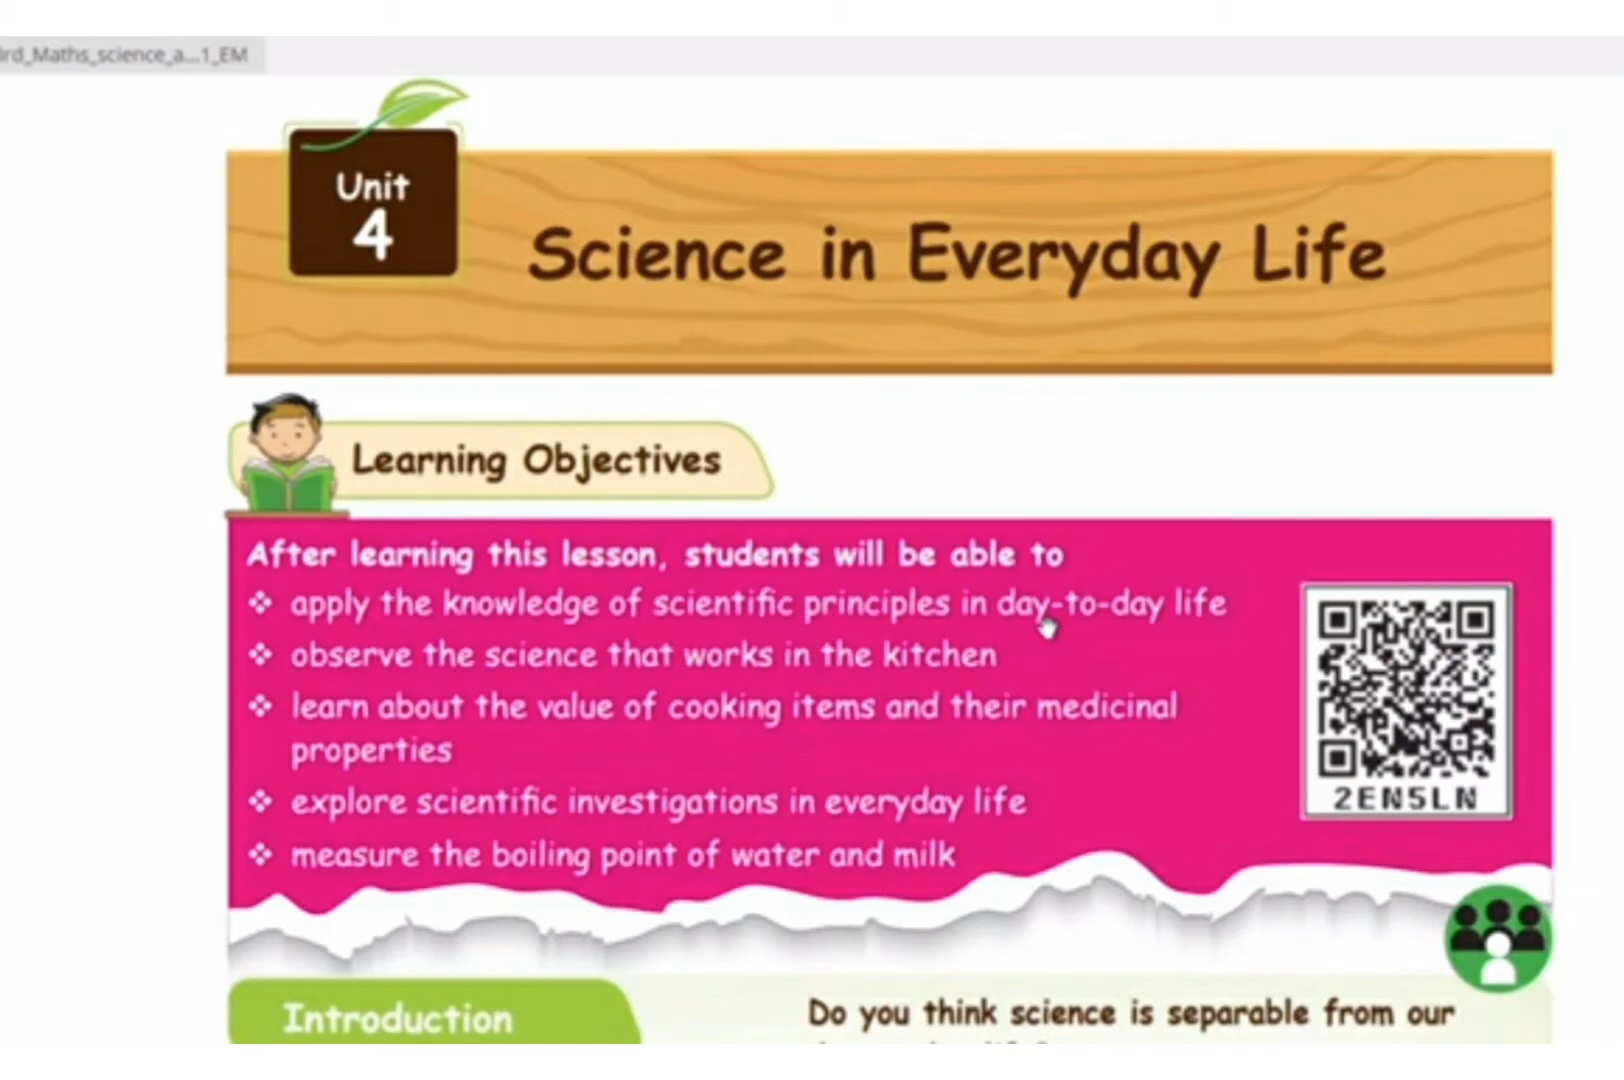 3rd_Maths_science_a...1_EM
Unit
4
Science in Everyday Life
Learning Objectives
After learning this lesson, students will be able to
❖ apply the knowledge of scientific principles in day-to-day life
❖ observe the science that works in the kitchen
❖ learn about the value of cooking items and their medicinal
properties
❖ explore scientific investigations in everyday life
❖ measure the boiling point of water and milk
2EN5LN
Introduction
Do you think science is separable from our